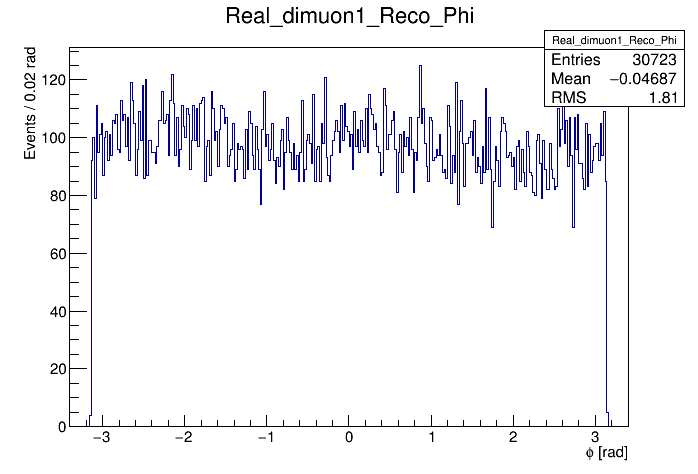 Real_dimuon1_Reco_Phi
Real_dimuon1_Reco_Phi
Entries 30723
Mean −0.04687
RMS 1.81
Events / 0.02 rad
120
100
80
60
40
20
0
−3 −2 −1 0 1 2 3
ϕ [rad]